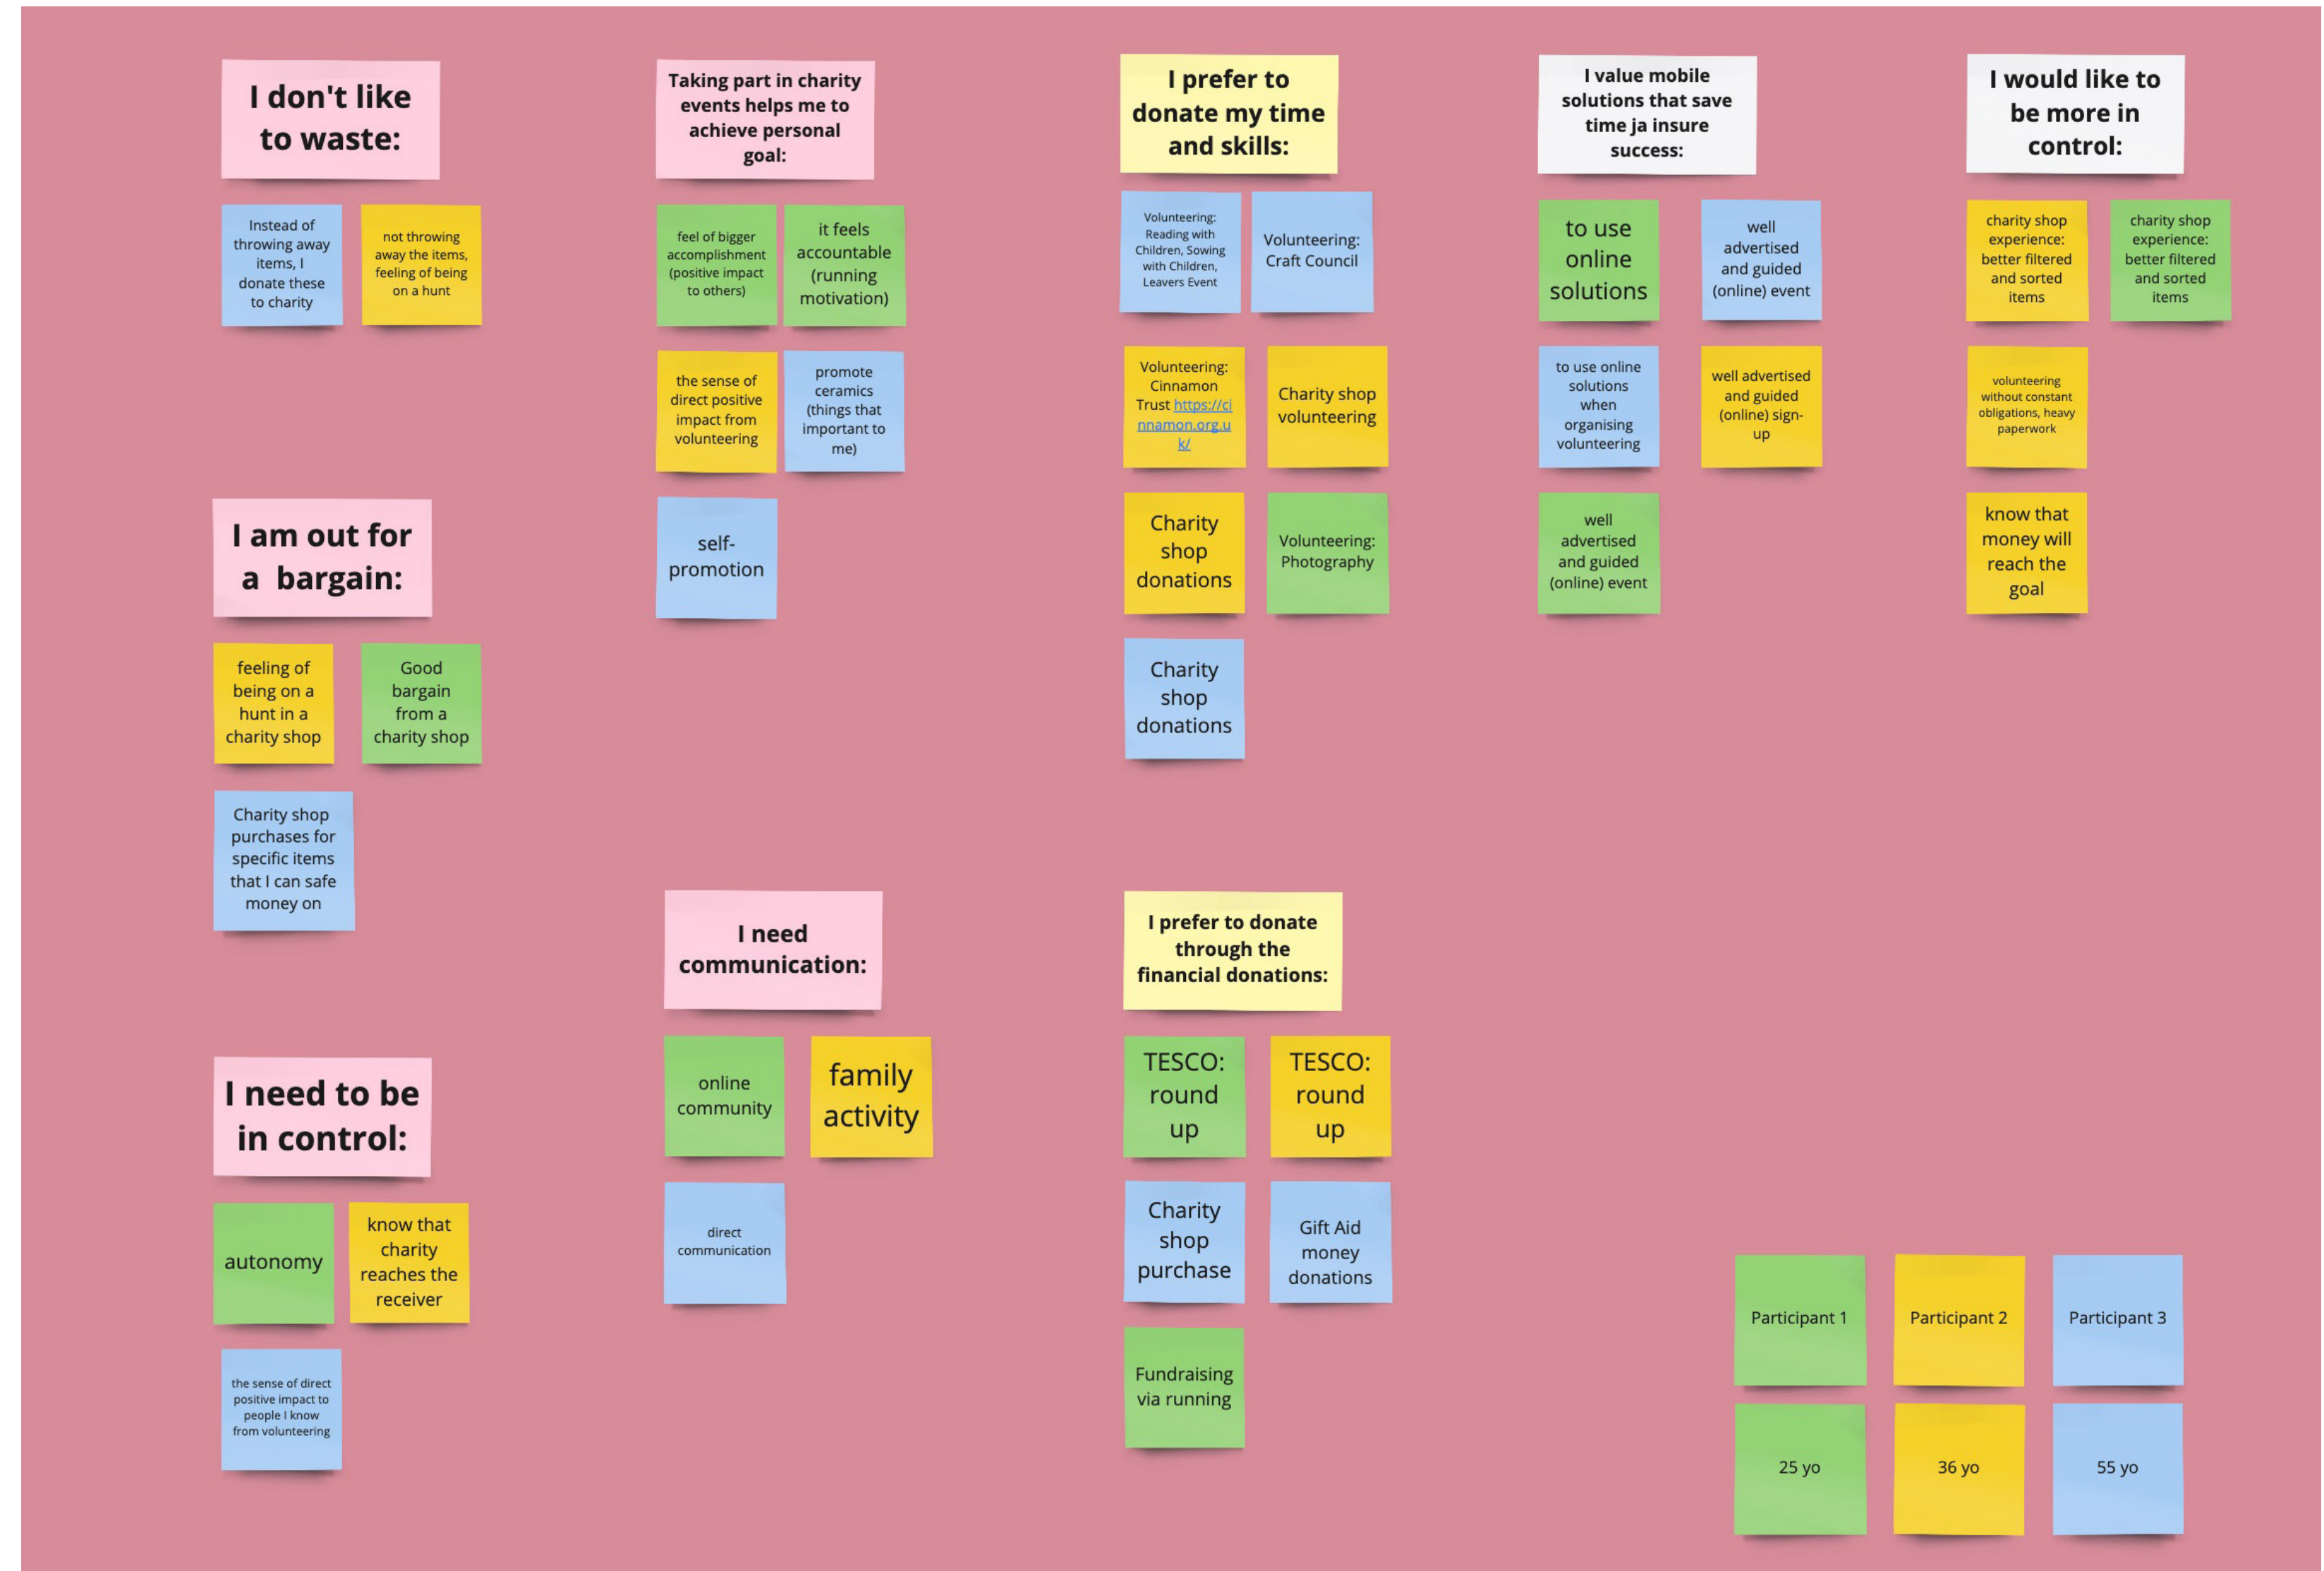 I don't like
to waste:
Instead of
throwing away
items, I
donate these
to charity
not throwing
away the items,
feeling of being
on a hunt
I am out for
a bargain:
feeling of
being on a
hunt in a
charity shop
Good
bargain
from a
charity shop
Charity shop
purchases for
specific items
that I can safe
money on
I need to be
in control:
autonomy
know that
charity
reaches the
receiver
the sense of direct
positive impact to
people I know
from volunteering
Taking part in charity
events helps me to
achieve personal
goal:
feel of bigger
accomplishment
(positive impact
to others)
it feels
accountable
(running
motivation)
the sense of
direct positive
impact from
volunteering
promote
ceramics
(things that
important to
me)
self-
promotion
I need
communication:
online
community
family
activity
direct
communication
I prefer to
donate my time
and skills:
Volunteering:
Reading with
Children, Sowing
with Children,
Leavers Event
Volunteering:
Craft Council
Volunteering:
Cinnamon
Trust https://ci
nnamon.org.u
k/
Charity shop
volunteering
Charity
shop
donations
Volunteering:
Photography
Charity
shop
donations
I prefer to donate
through the
financial donations:
TESCO:
round
up
TESCO:
round
up
Charity
shop
purchase
Gift Aid
money
donations
Fundraising
via running
I value mobile
solutions that save
time ja insure
success:
to use
online
solutions
well
advertised
and guided
(online) event
to use online
solutions
when
organising
volunteering
well advertised
and guided
(online) sign-
up
well
advertised
and guided
(online) event
I would like to
be more in
control:
charity shop
experience:
better filtered
and sorted
items
charity shop
experience:
better filtered
and sorted
items
volunteering
without constant
obligations, heavy
paperwork
know that
money will
reach the
goal
Participant 1
Participant 2
Participant 3
25 yo
36 yo
55 yo